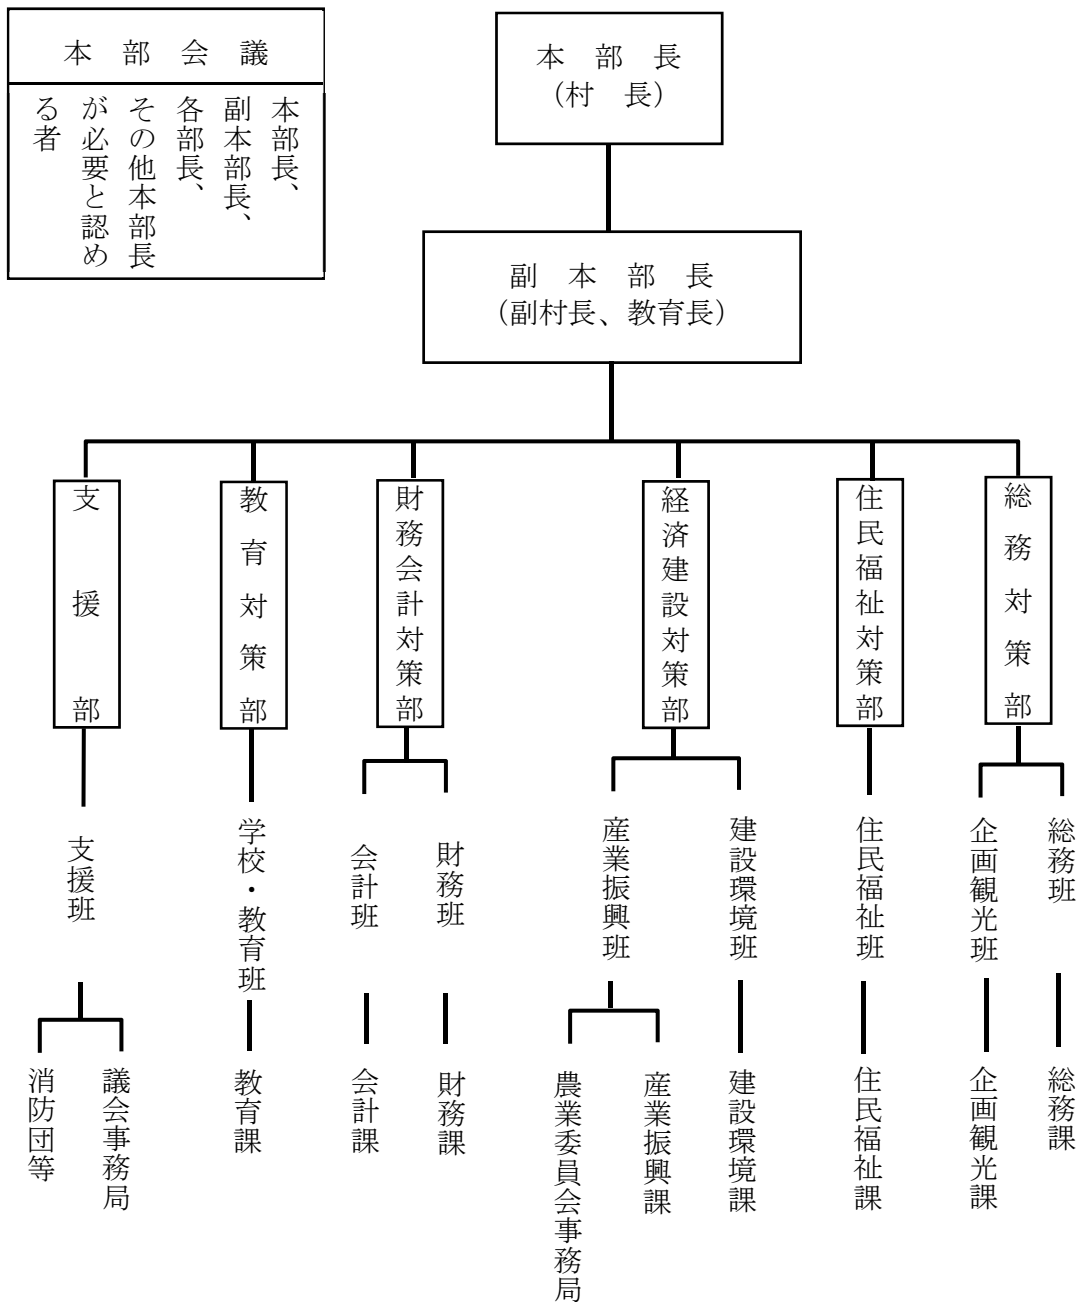 本部会議
本部長、
副本部長、
各部長、
その他本部長
が必要と認め
る者
本部長
（村　長）
副本部長
（副村長、教育長）
総務対策部
住民福祉対策部
経済建設対策部
財務会計対策部
教育対策部
支援部
総務班
企画観光班
住民福祉班
建設環境班
産業振興班
財務班
会計班
学校・教育班
支援班
総務課
企画観光課
住民福祉課
建設環境課
産業振興課
農業委員会事務局
財務課
会計課
教育課
議会事務局
消防団等